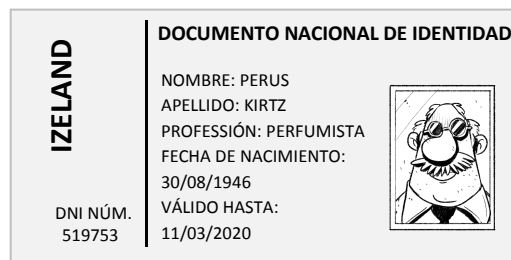 IZELAND
DNI NÚM.
519753
DOCUMENTO NACIONAL DE IDENTIDAD
NOMBRE: PERUS
APELLIDO: KIRTZ
PROFESSIÓN: PERFUMISTA
FECHA DE NACIMIENTO:
30/08/1946
VÁLIDO HASTA:
11/03/2020